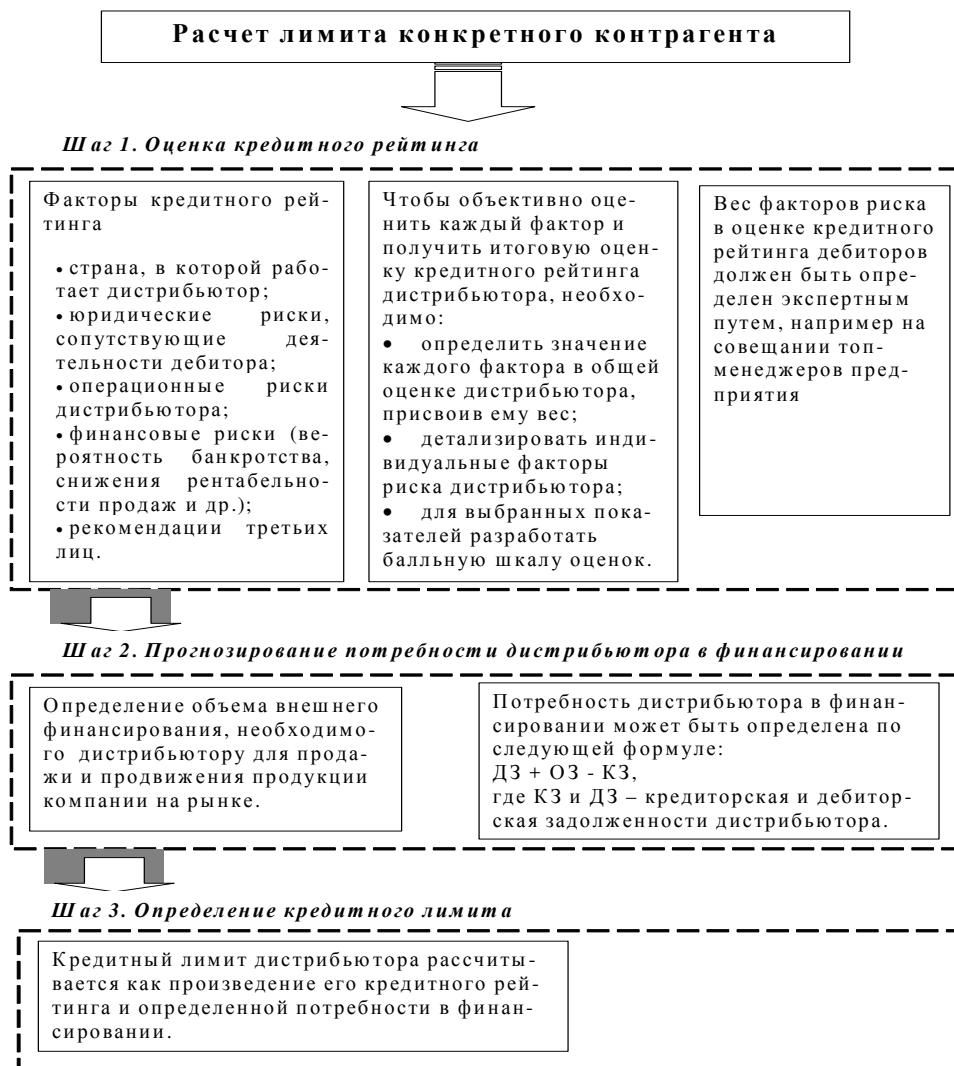 Расчет лимита конкретного контрагента
Шаг 1. Оценка кредитного рейтинга
Факторы кредитного рей-
тинга
• страна, в которой рабо-
тает дистрибьютор;
• юридические риски,
сопутствующие дея-
тельности дебитора;
• операционные риски
дистрибьютора;
• финансовые риски (ве-
роятность банкротства,
снижения рентабельно-
сти продаж и др.);
• рекомендации третьих
лиц.
Чтобы объективно оце-
нить каждый фактор и
получить итоговую оцен-
ку кредитного рейтинга
дистрибьютора, необхо-
димо:
• определить значение
каждого фактора в общей
оценке дистрибьютора,
присвоив ему вес;
• детализировать инди-
видуальные факторы
риска дистрибьютора;
• для выбранных пока-
зателей разработать
балльную шкалу оценок.
Вес факторов риска
в оценке кредитного
рейтинга дебиторов
должен быть опре-
делен экспертным
путем, например на
совещании топ-
менеджеров пред-
приятия
Шаг 2. Прогнозирование потребности дистрибьютора в финансировании
Определение объема внешнего
финансирования, необходимо-
го дистрибьютору для прода-
жи и продвижения продукции
компании на рынке.
Потребность дистрибьютора в финан-
сировании может быть определена по
следующей формуле:
ДЗ + ОЗ - КЗ,
где КЗ и ДЗ – кредиторская и дебитор-
ская задолженности дистрибьютора.
Шаг 3. Определение кредитного лимита
Кредитный лимит дистрибьютора рассчиты-
вается как произведение его кредитного рей-
тинга и определенной потребности в финан-
сировании.